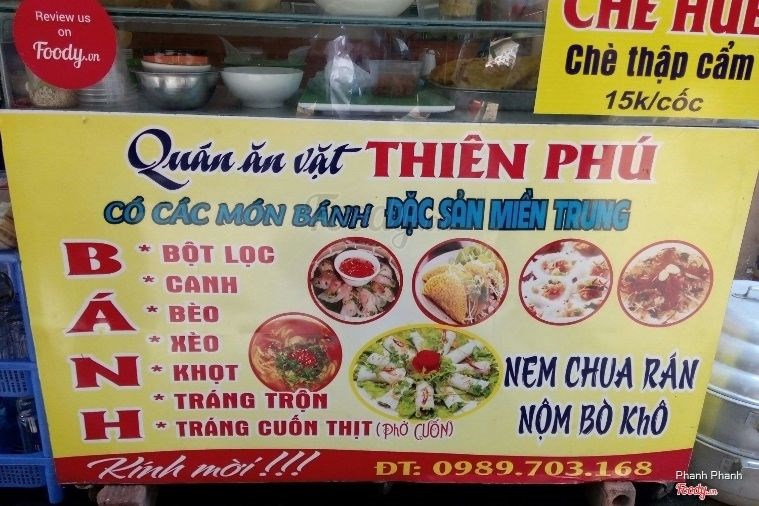 Review us
on
Foody.vn
CHÈ HUẾ
Chè thập cẩm
15k/cốc
Quán ăn vặt THIÊN PHÚ
CÓ CÁC MÓN BÁNH ĐẶC SẢN MIỀN TRUNG
BÁNH
* BỘT LỌC
* CANH
* BÈO
* XÈO
* KHỌT
* TRÁNG TRỘN
* TRÁNG CUỐN THỊT (PHỞ CUỐN)
NEM CHUA RÁN
NỘM BÒ KHÔ
Kính mời !!!
ĐT: 0989.703.168
Phanh Phanh
Foody.vn